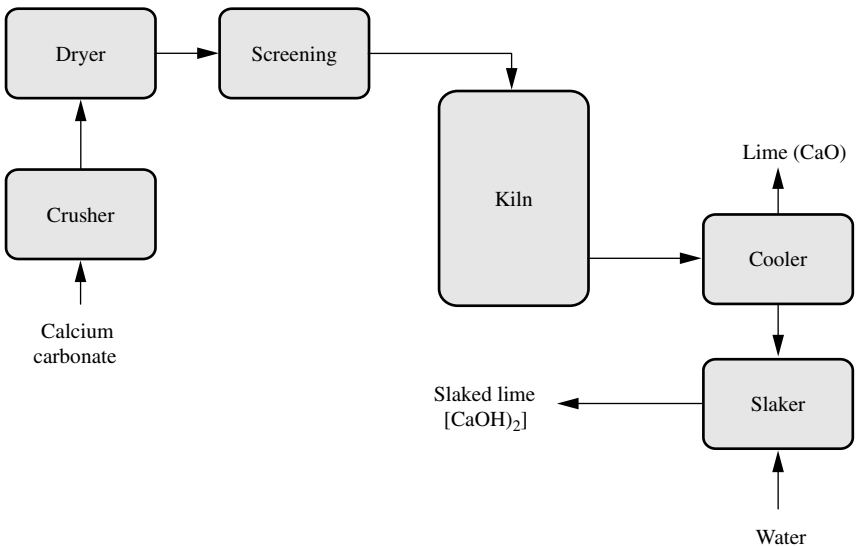 Dryer
Screening
Crusher
Calcium
carbonate
Kiln
Lime (CaO)
Cooler
Slaked lime
[CaOH)₂]
Slaker
Water